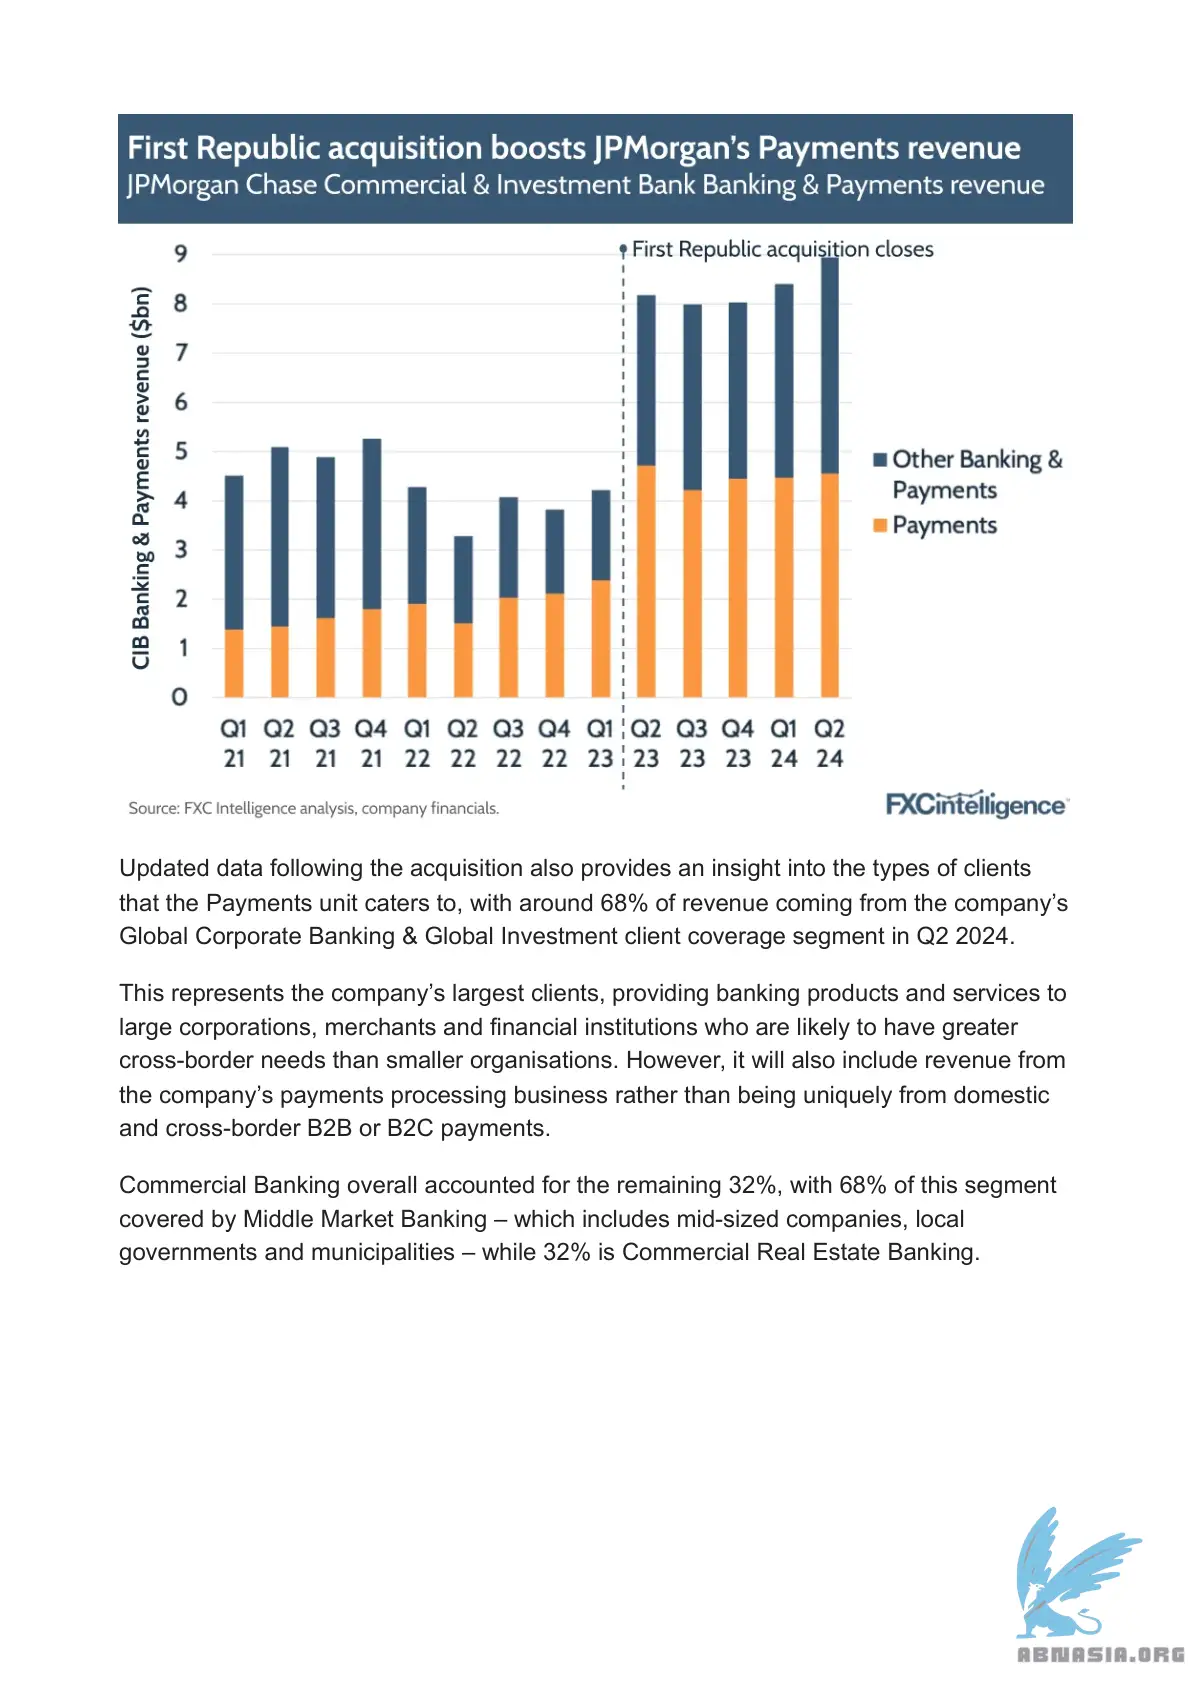 First Republic acquisition boosts JPMorgan’s Payments revenue
JPMorgan Chase Commercial & Investment Bank Banking & Payments revenue
First Republic acquisition closes
CIB Banking & Payments revenue ($bn)
9
8
7
6
5
4
3
2
1
0
Other Banking &
Payments
Payments
Q1 Q2 Q3 Q4 Q1 Q2 Q3 Q4 Q1 Q2 Q3 Q4 Q1 Q2
21 21 21 21 22 22 22 22 23 23 23 23 24 24
Source: FXC Intelligence analysis, company financials.
FXCintelligence™
Updated data following the acquisition also provides an insight into the types of clients
that the Payments unit caters to, with around 68% of revenue coming from the company’s
Global Corporate Banking & Global Investment client coverage segment in Q2 2024.
This represents the company’s largest clients, providing banking products and services to
large corporations, merchants and financial institutions who are likely to have greater
cross-border needs than smaller organisations. However, it will also include revenue from
the company’s payments processing business rather than being uniquely from domestic
and cross-border B2B or B2C payments.
Commercial Banking overall accounted for the remaining 32%, with 68% of this segment
covered by Middle Market Banking – which includes mid-sized companies, local
governments and municipalities – while 32% is Commercial Real Estate Banking.
ABNASIA.ORG